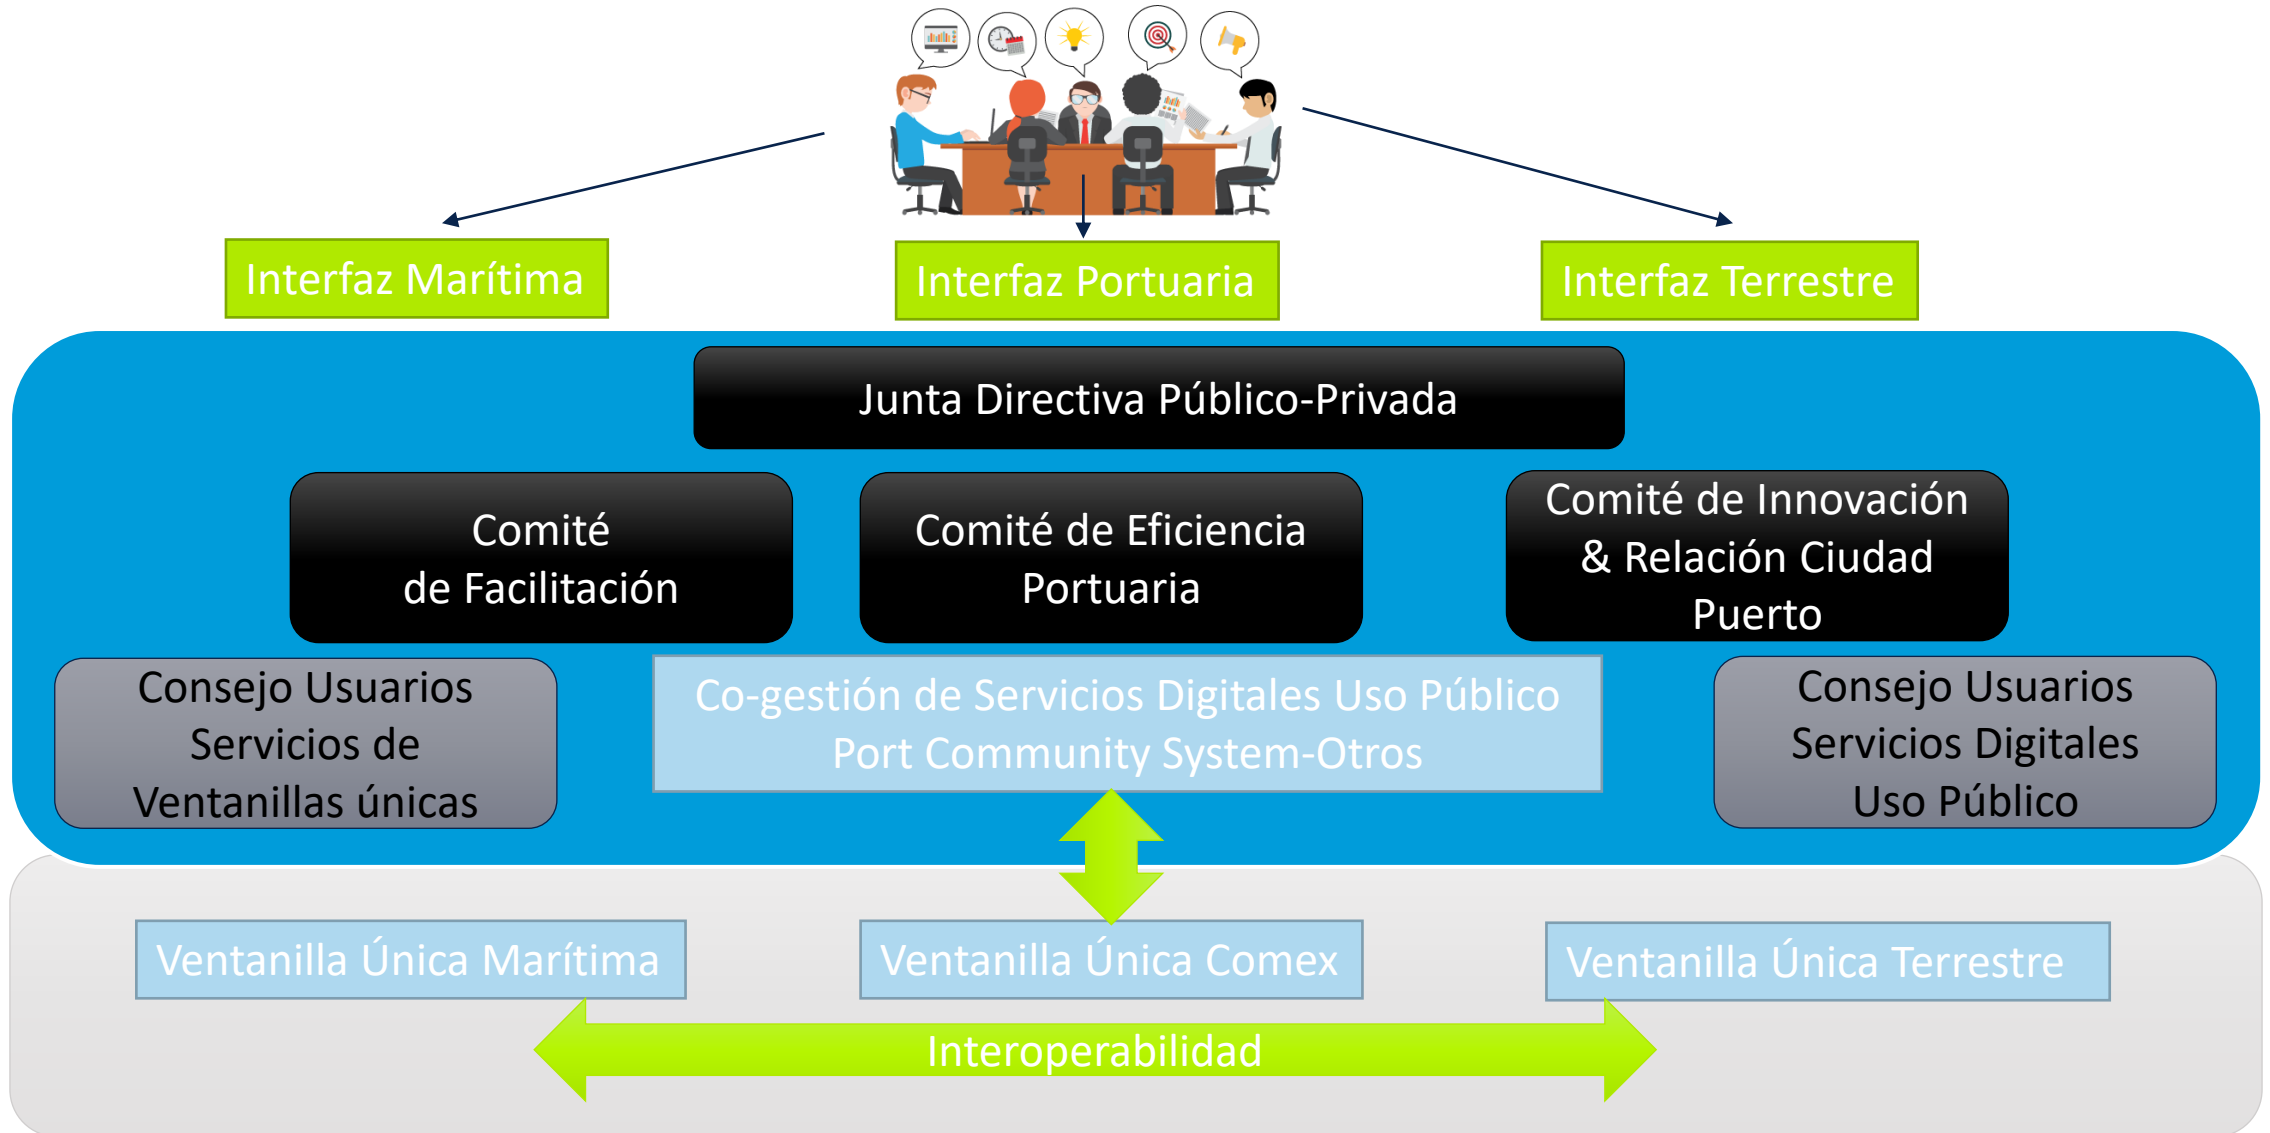 Interfaz Marítima
Interfaz Portuaria
Interfaz Terrestre
Junta Directiva Público-Privada
Comité
de Facilitación
Comité de Eficiencia
Portuaria
Comité de Innovación
& Relación Ciudad
Puerto
Consejo Usuarios
Servicios de
Ventanillas únicas
Co-gestión de Servicios Digitales Uso Público
Port Community System-Otros
Consejo Usuarios
Servicios Digitales
Uso Público
Ventanilla Única Marítima
Ventanilla Única Comex
Ventanilla Única Terrestre
Interoperabilidad